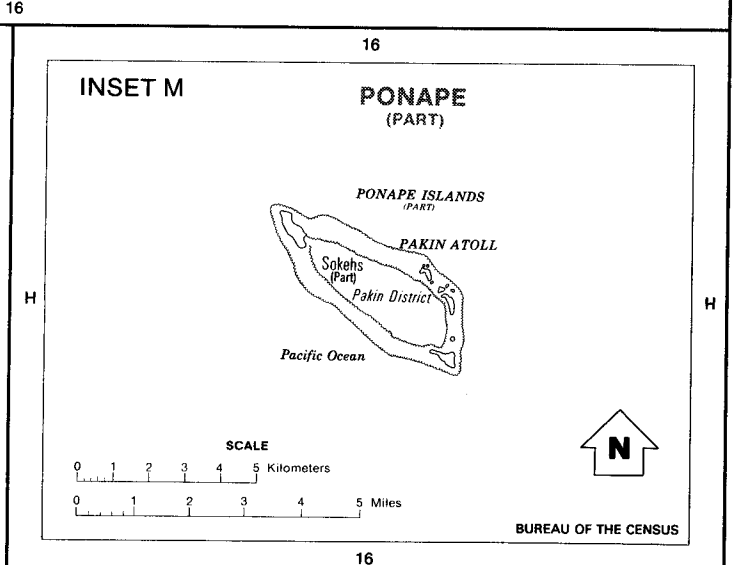 16
16
INSET M
PONAPE
(PART)
PONAPE ISLANDS
(PART)
PAKIN ATOLL
Sokehs
(Part)
Pakin District
H
H
Pacific Ocean
N
SCALE
0 1 2 3 4 5 Kilometers
0 1 2 3 4 5 Miles
BUREAU OF THE CENSUS
16